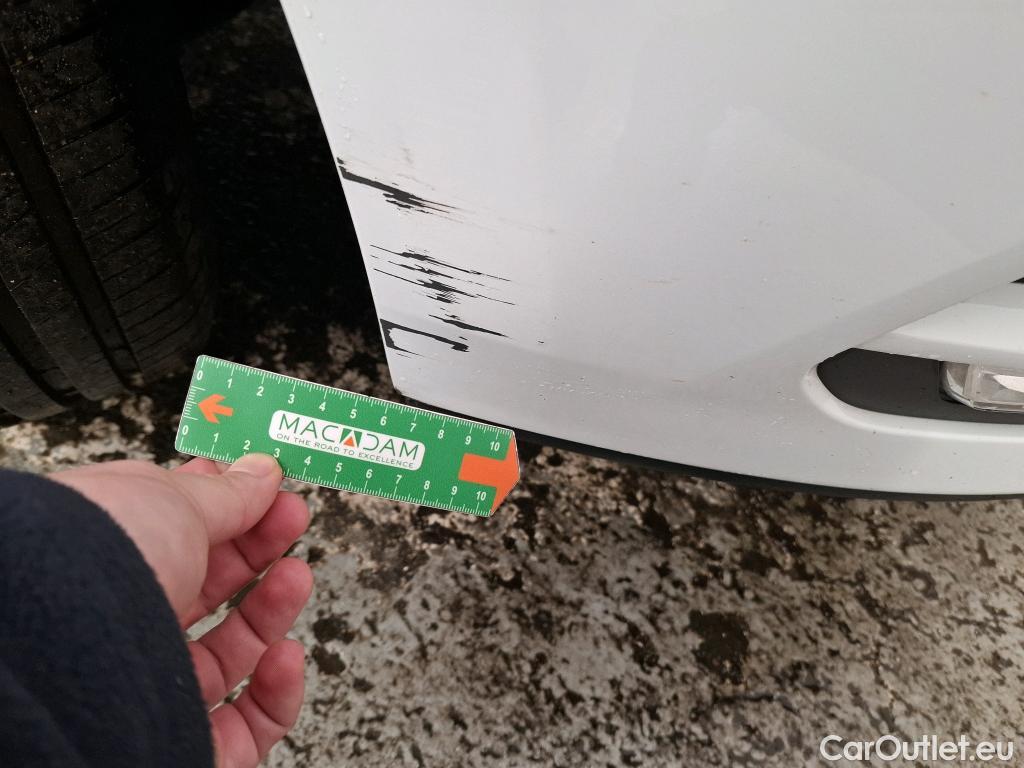 0 1 2 3 4 5 6 7 8 9 10
MACADAM
ON THE ROAD TO EXCELLENCE
0 1 2 3 4 5 6 7 8 9 10
CarOutlet.eu